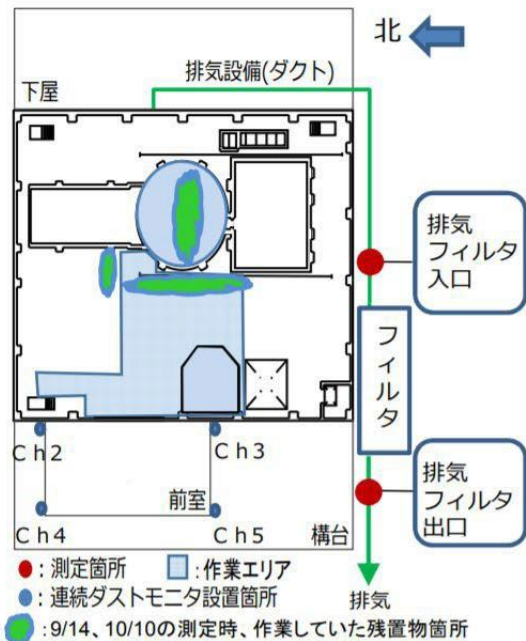 北
排気設備(ダクト)
下屋
排気
フィルタ
入口
フィルタ
Ch2
Ch3
前室
Ch4
Ch5
構台
排気
フィルタ
出口
排気
●:測定箇所
:作業エリア
●:連続ダストモニタ設置箇所
:9/14、10/10の測定時、作業していた残置物箇所